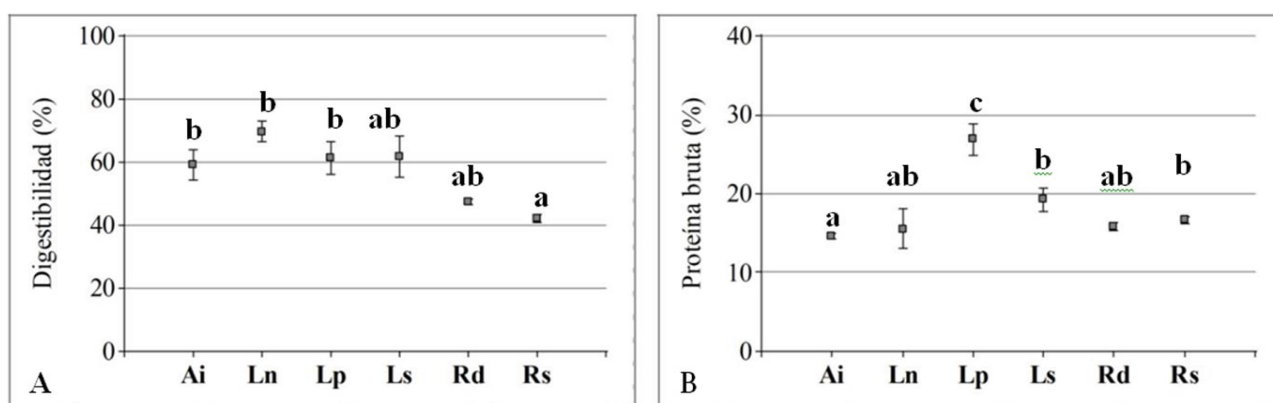 100
80
60
40
20
0
Digestibilidad (%)
b b b ab ab a
Ai Ln Lp Ls Rd Rs
A
40
30
20
10
0
Proteína bruta (%)
a ab c b ab b
Ai Ln Lp Ls Rd Rs
B